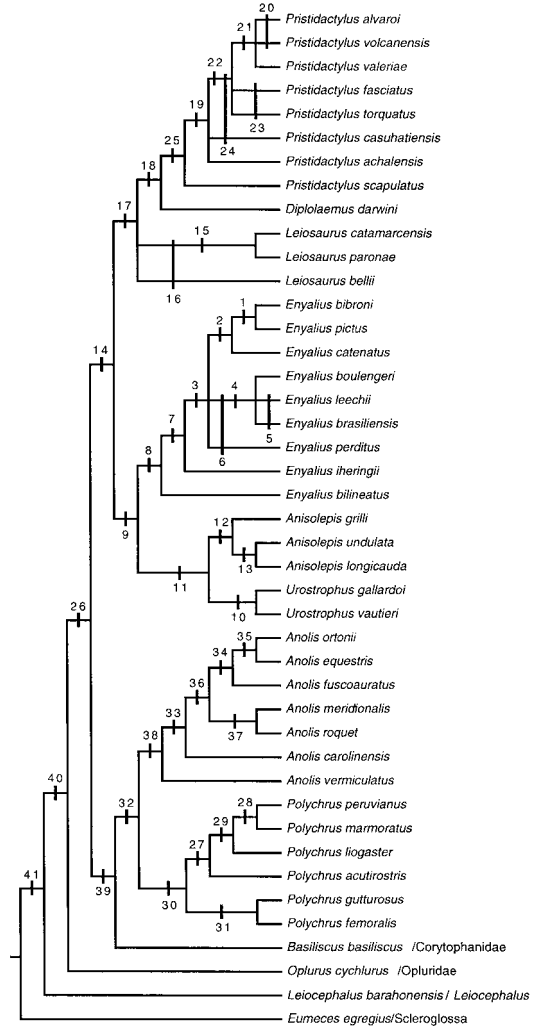 20
21
Pristidactylus alvaroi
Pristidactylus volcanensis
22
Pristidactylus valeriae
Pristidactylus fasciatus
19
Pristidactylus torquatus
23
25
Pristidactylus casuhatiensis
24
18
Pristidactylus achalensis
Pristidactylus scapulatus
17
Diplolaemus darwini
15
Leiosaurus catamarcensis
Leiosaurus paronae
Leiosaurus bellii
16
1
Enyalius bibroni
2
Enyalius pictus
14
Enyalius catenatus
3
4
Enyalius boulengeri
Enyalius leechii
7
Enyalius brasiliensis
5
8
Enyalius perditus
6
Enyalius iheringii
Enyalius bilineatus
9
12
Anisolepis grilli
Anisolepis undulata
13
Anisolepis longicauda
11
Urostrophus gallardoi
10
26
Urostrophus vautieri
35
Anolis ortonii
34
Anolis equestris
36
Anolis fuscoauratus
33
Anolis meridionalis
37
38
Anolis roquet
Anolis carolinensis
40
Anolis vermiculatus
32
28
Polychrus peruvianus
29
Polychrus marmoratus
27
Polychrus liogaster
41
39
Polychrus acutirostris
30
Polychrus gutturosus
31
Polychrus femoralis
Basiliscus basiliscus /Corytophanidae
Oplurus cychlurus /Opluridae
Leiocephalus barahonensis / Leiocephalus
Eumeces egregius/Scleroglossa